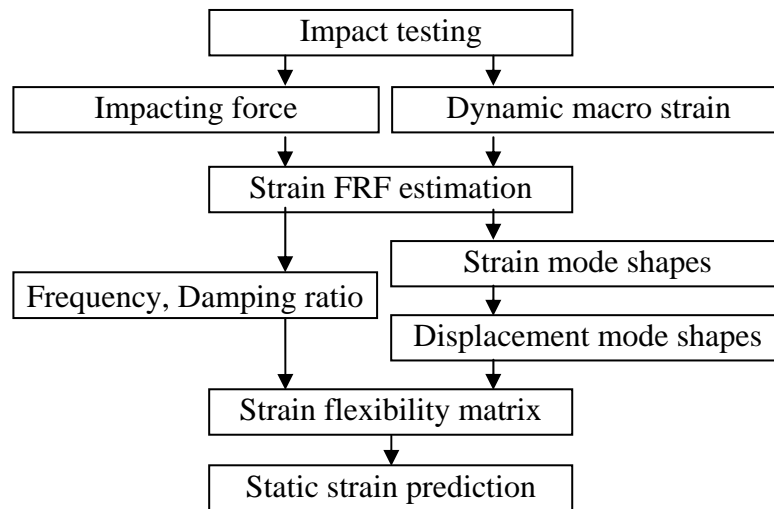 Impact testing
Impacting force
Dynamic macro strain
Strain FRF estimation
Strain mode shapes
Frequency, Damping ratio
Displacement mode shapes
Strain flexibility matrix
Static strain prediction